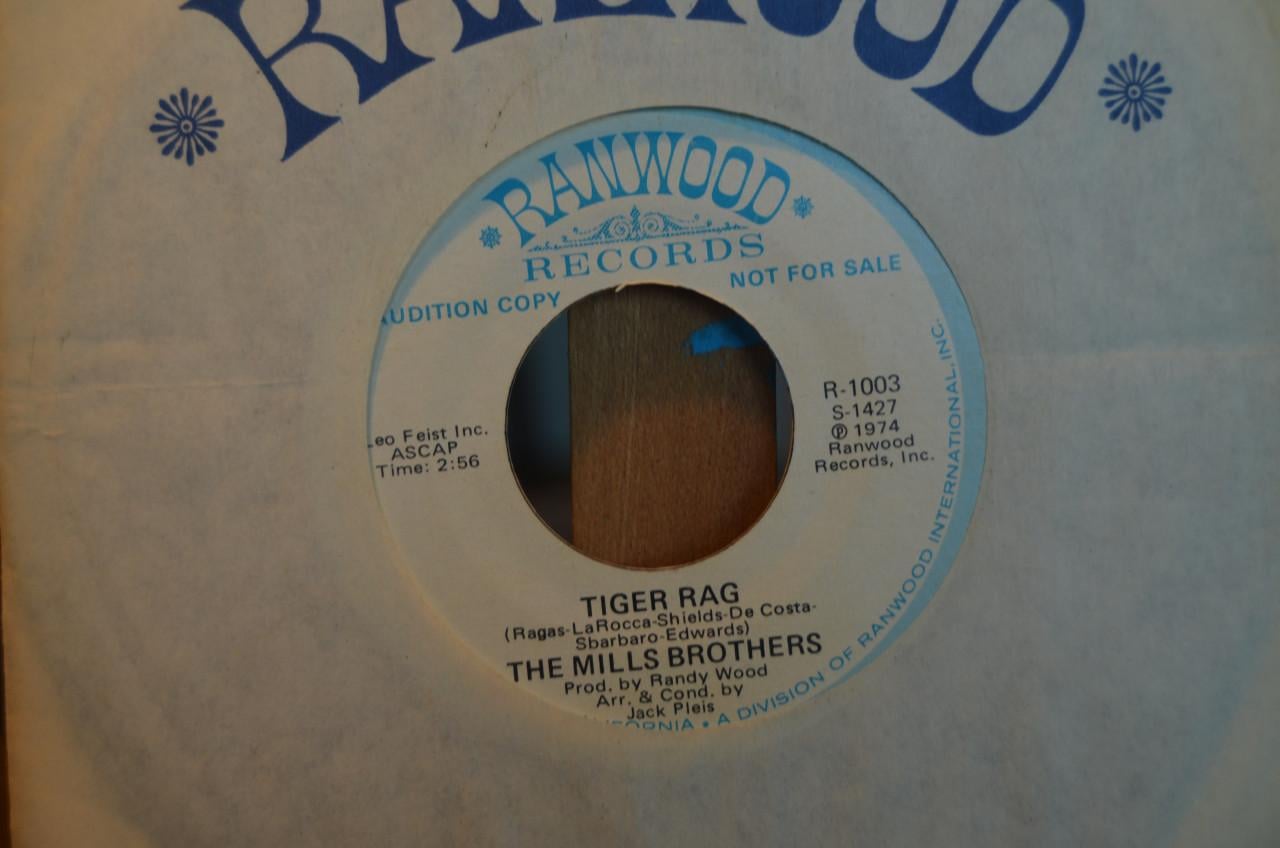 RANWOOD
RANWOOD
RECORDS
AUDITION COPY
NOT FOR SALE
Leo Feist Inc.
ASCAP
Time: 2:56
R-1003
S-1427
Ⓟ 1974
Ranwood
Records, Inc.
TIGER RAG
(Ragas-LaRocca-Shields-De Costa-
Sbarbaro-Edwards)
THE MILLS BROTHERS
Prod. by Randy Wood
Arr. & Cond. by
Jack Pleis
• A DIVISION OF RANWOOD INTERNATIONAL, INC.